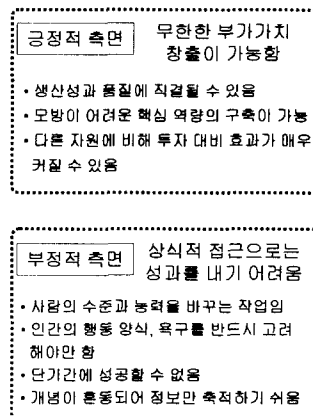 긍정적 측면
무한한 부가가치
창출이 가능함
• 생산성과 품질에 직결될 수 있음
• 모방이 어려운 핵심 역량의 구축이 가능
• 다른 자원에 비해 투자 대비 효과가 매우
커질 수 있음
부정적 측면
상식적 접근으로는
성과를 내기 어려움
• 사람의 수준과 능력을 바꾸는 작업임
• 인간의 행동 양식, 욕구를 반드시 고려
해야만 함
• 단기간에 성공할 수 없음
• 개념이 혼동되어 정보만 축적하기 쉬움